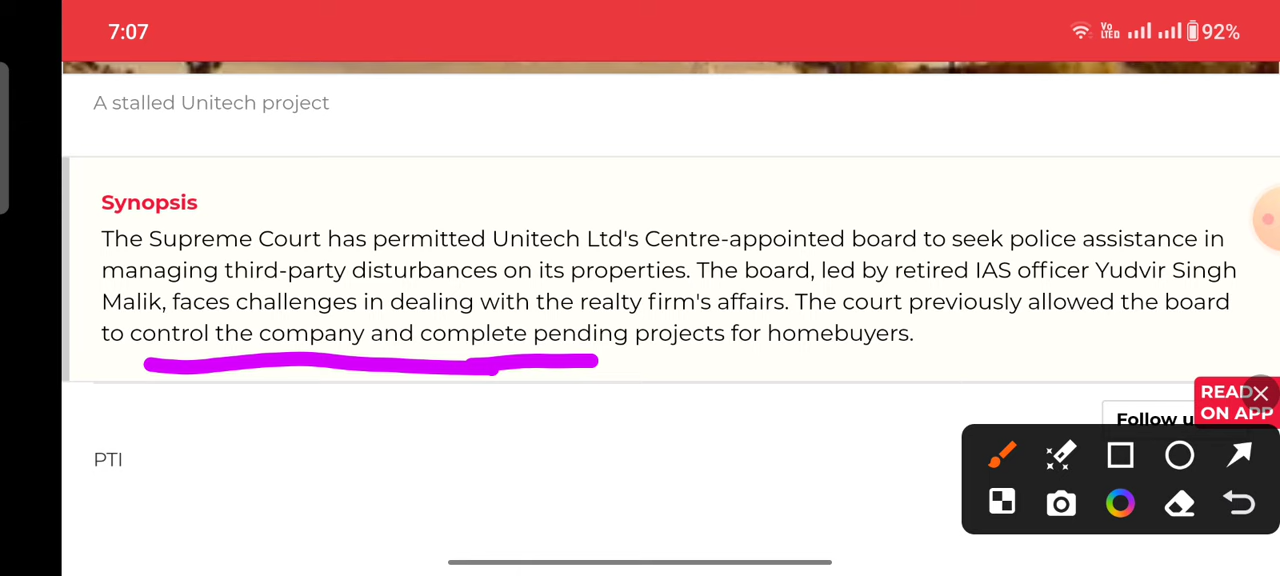 7:07
Vo
LTED
92%
A stalled Unitech project
Synopsis
The Supreme Court has permitted Unitech Ltd's Centre-appointed board to seek police assistance in
managing third-party disturbances on its properties. The board, led by retired IAS officer Yudvir Singh
Malik, faces challenges in dealing with the realty firm's affairs. The court previously allowed the board
to control the company and complete pending projects for homebuyers.
READ
ON APP
Follow u
PTI